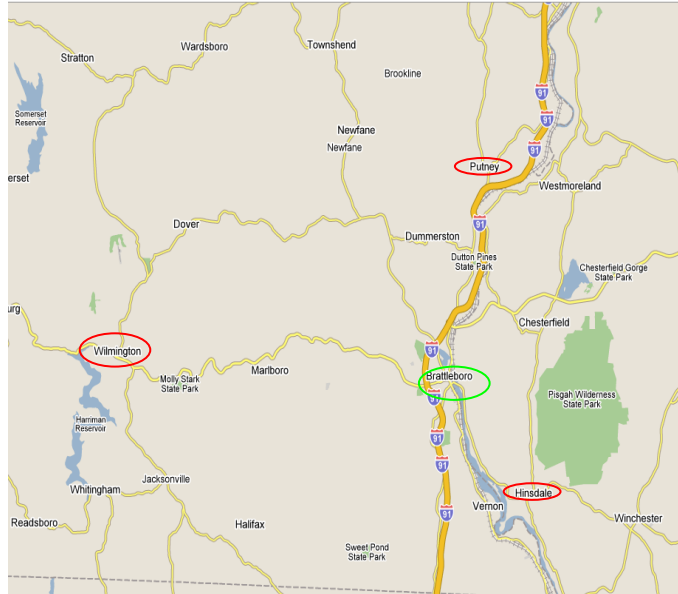 Wardsboro
Townshend
Stratton
Brookline
91
Somerset
Reservoir
91
Newfane
Newfane
91
Putney
erset
Westmoreland
Dover
91
Dummerston
Dutton Pines
State Park
Chesterfield Gorge
State Park
urg
Chesterfield
Wilmington
91
Marlboro
Brattleboro
Molly Stark
State Park
Pisgah Wilderness
State Park
91
Harriman
Reservoir
91
91
Jacksonville
Whitingham
Hinsdale
Vernon
91
Readsboro
Halifax
Winchester
Sweet Pond
State Park